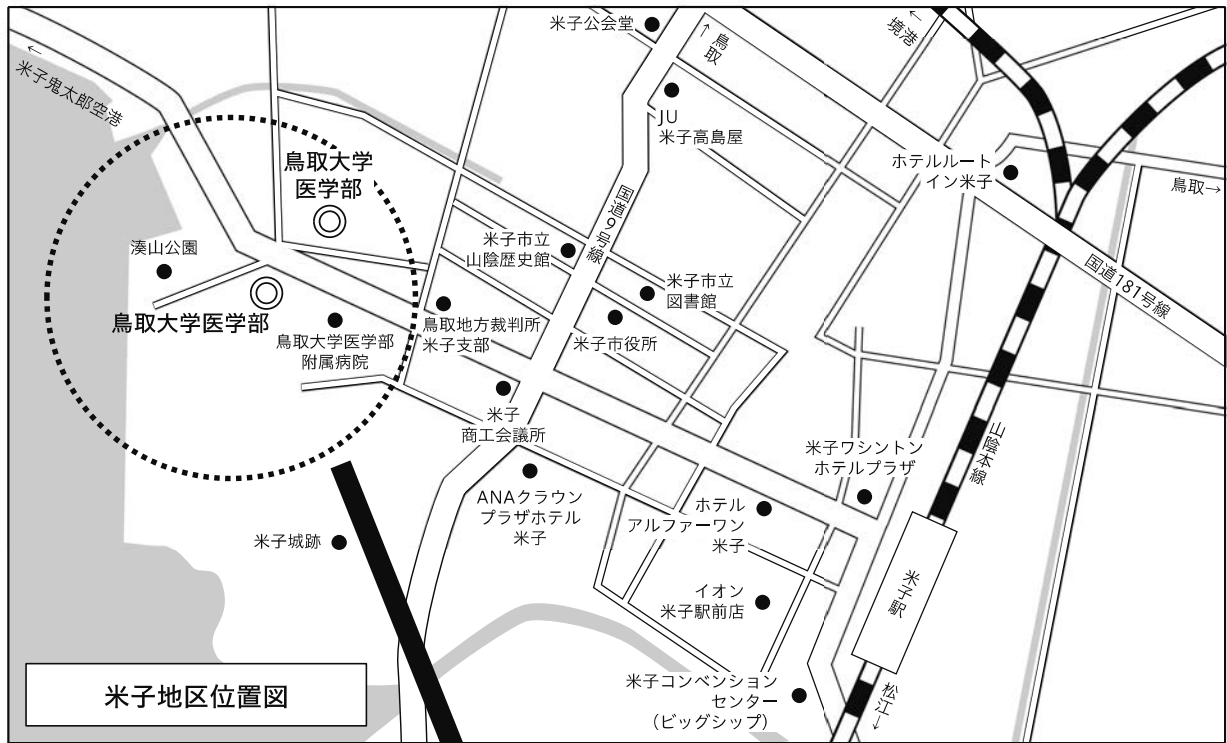 米子公会堂
↑鳥取
←境港
←米子鬼太郎空港
JU
米子高島屋
鳥取大学
医学部
ホテルルート
イン米子
鳥取→
国道9号線
湊山公園
米子市立
山陰歴史館
米子市立
図書館
国道181号線
鳥取大学医学部
鳥取大学医学部
附属病院
鳥取地方裁判所
米子支部
米子市役所
米子
商工会議所
山陰本線
米子ワシントン
ホテルプラザ
ANAクラウン
プラザホテル
米子
ホテル
アルファーワン
米子
米子城跡
米子駅
イオン
米子駅前店
米子地区位置図
米子コンベンション
センター
（ビッグシップ）
松江→